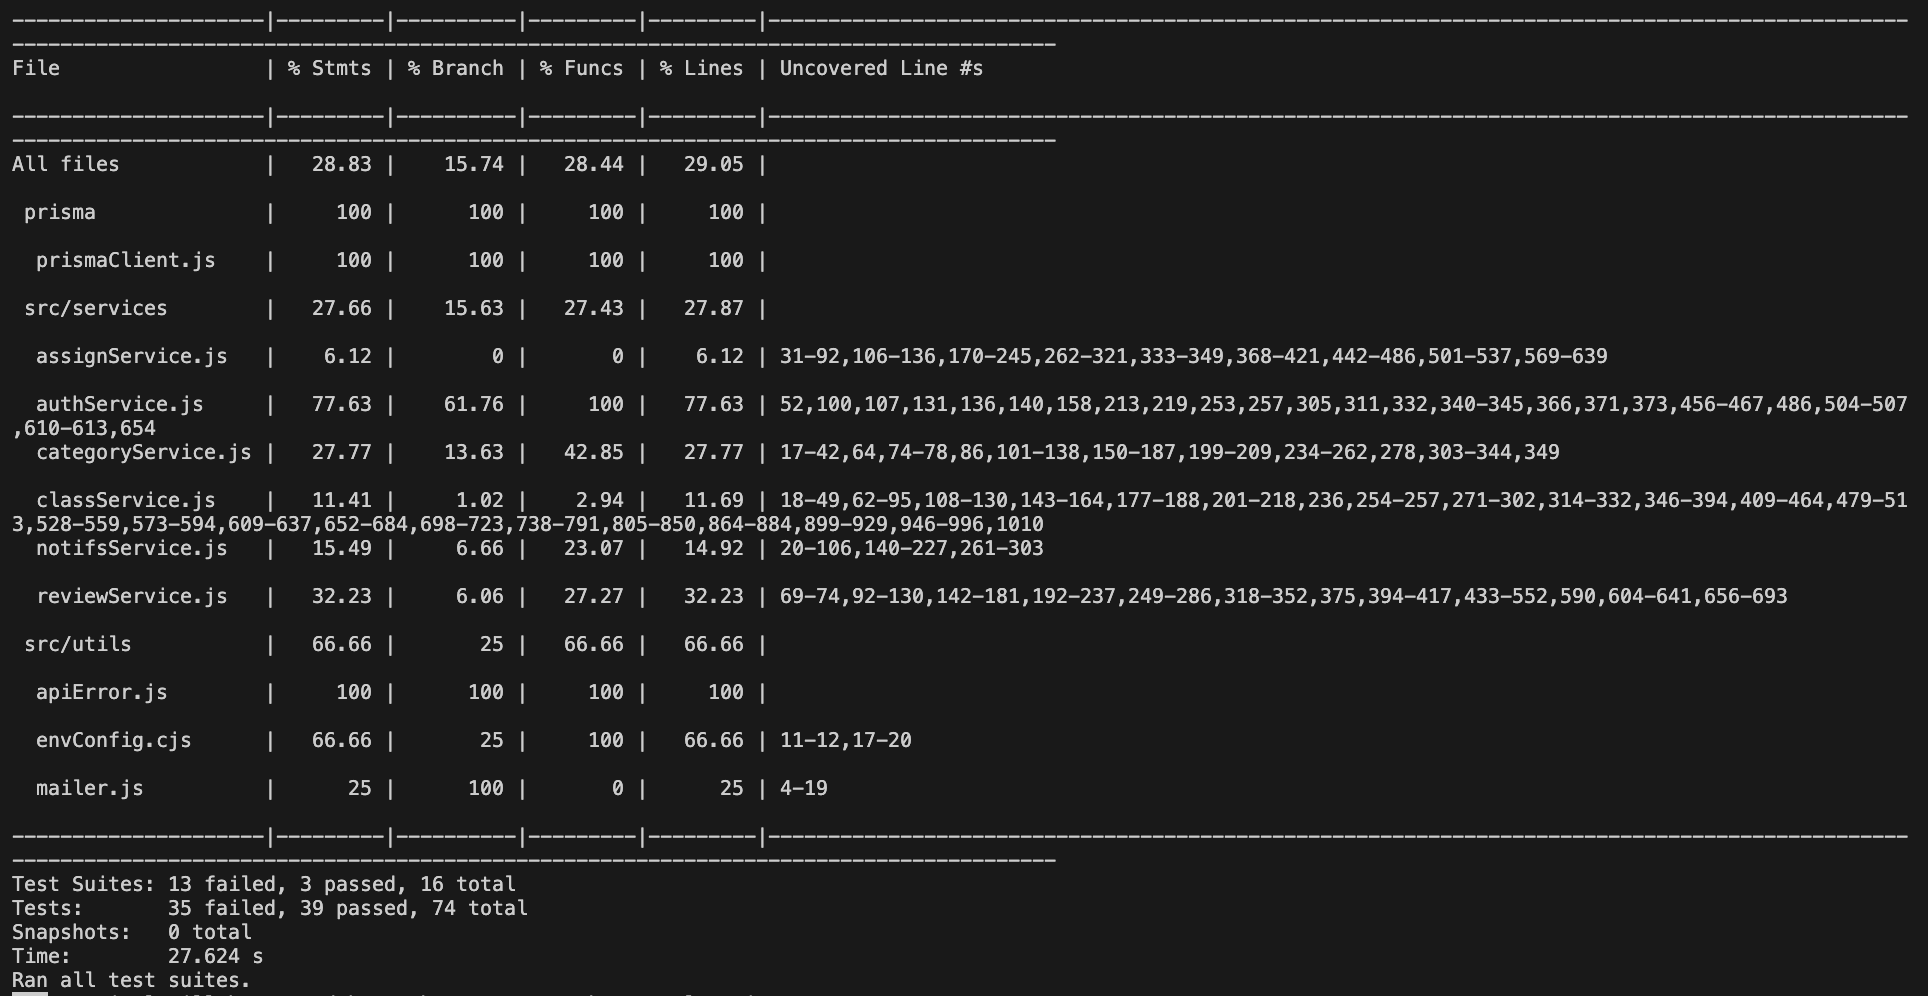 ---------------------|---------|----------|---------|---------|-----------------------------------------------------------------------------------------------
---------------------------------------------------------------------------------------
File                 | % Stmts | % Branch | % Funcs | % Lines | Uncovered Line #s
---------------------|---------|----------|---------|---------|-----------------------------------------------------------------------------------------------
---------------------------------------------------------------------------------------
All files            |   28.83 |    15.74 |   28.44 |   29.05 |
 prisma              |     100 |      100 |     100 |     100 |
  prismaClient.js    |     100 |      100 |     100 |     100 |
 src/services        |   27.66 |    15.63 |   27.43 |   27.87 |
  assignService.js   |    6.12 |        0 |       0 |    6.12 | 31-92,106-136,170-245,262-321,333-349,368-421,442-486,501-537,569-639
  authService.js     |   77.63 |    61.76 |     100 |   77.63 | 52,100,107,131,136,140,158,213,219,253,257,305,311,332,340-345,366,371,373,456-467,486,504-507
,610-613,654
  categoryService.js |   27.77 |    13.63 |   42.85 |   27.77 | 17-42,64,74-78,86,101-138,150-187,199-209,234-262,278,303-344,349
  classService.js    |   11.41 |     1.02 |    2.94 |   11.69 | 18-49,62-95,108-130,143-164,177-188,201-218,236,254-257,271-302,314-332,346-394,409-464,479-51
3,528-559,573-594,609-637,652-684,698-723,738-791,805-850,864-884,899-929,946-996,1010
  notifsService.js   |   15.49 |     6.66 |   23.07 |   14.92 | 20-106,140-227,261-303
  reviewService.js   |   32.23 |     6.06 |   27.27 |   32.23 | 69-74,92-130,142-181,192-237,249-286,318-352,375,394-417,433-552,590,604-641,656-693
 src/utils           |   66.66 |       25 |   66.66 |   66.66 |
  apiError.js        |     100 |      100 |     100 |     100 |
  envConfig.cjs      |   66.66 |       25 |     100 |   66.66 | 11-12,17-20
  mailer.js          |      25 |      100 |       0 |      25 | 4-19
---------------------|---------|----------|---------|---------|-----------------------------------------------------------------------------------------------
---------------------------------------------------------------------------------------
Test Suites: 13 failed, 3 passed, 16 total
Tests:       35 failed, 39 passed, 74 total
Snapshots:   0 total
Time:        27.624 s
Ran all test suites.